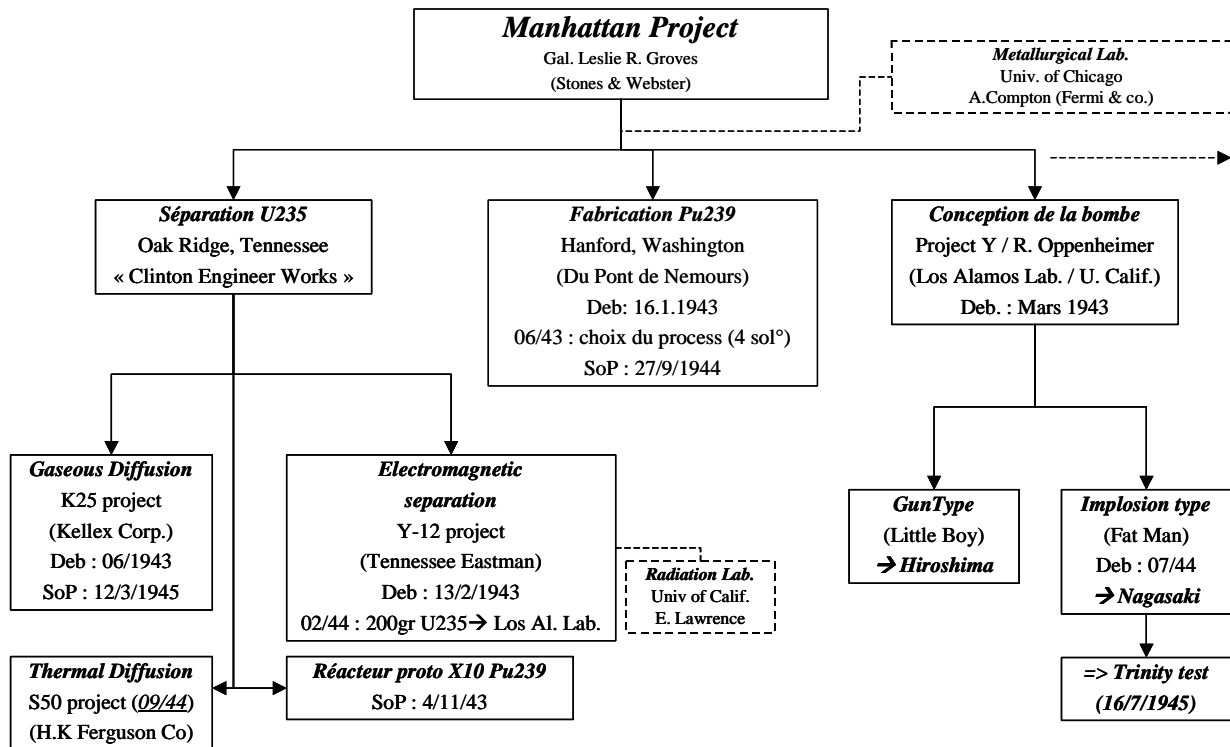 Manhattan Project
Gal. Leslie R. Groves
(Stones & Webster)
Metallurgical Lab.
Univ. of Chicago
A.Compton (Fermi & co.)
Séparation U235
Oak Ridge, Tennessee
« Clinton Engineer Works »
Fabrication Pu239
Hanford, Washington
(Du Pont de Nemours)
Deb: 16.1.1943
06/43 : choix du process (4 sol°)
SoP : 27/9/1944
Conception de la bombe
Project Y / R. Oppenheimer
(Los Alamos Lab. / U. Calif.)
Deb. : Mars 1943
Gaseous Diffusion
K25 project
(Kellex Corp.)
Deb : 06/1943
SoP : 12/3/1945
Electromagnetic
separation
Y-12 project
(Tennessee Eastman)
Deb : 13/2/1943
02/44 : 200gr U235→ Los Al. Lab.
Radiation Lab.
Univ of Calif.
E. Lawrence
GunType
(Little Boy)
→ Hiroshima
Implosion type
(Fat Man)
Deb : 07/44
→ Nagasaki
Thermal Diffusion
S50 project (09/44)
(H.K Ferguson Co)
Réacteur proto X10 Pu239
SoP : 4/11/43
=> Trinity test
(16/7/1945)